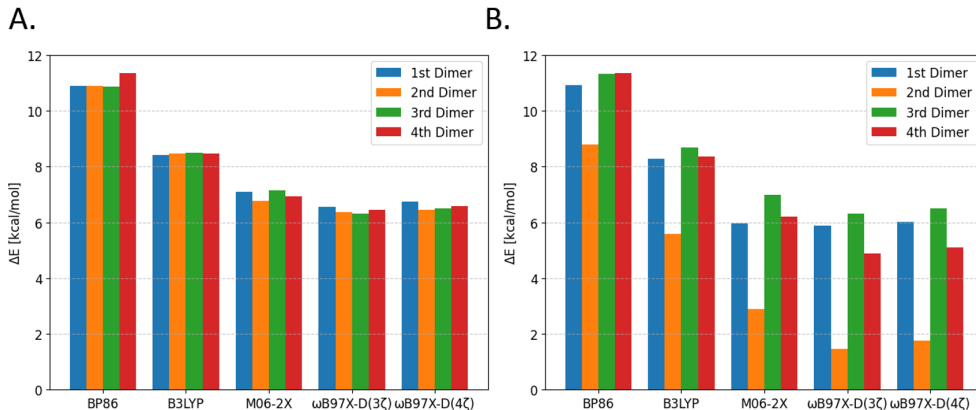 A.
12
10
8
6
4
2
0
ΔE [kcal/mol]
1st Dimer
2nd Dimer
3rd Dimer
4th Dimer
BP86 B3LYP M06-2X ωB97X-D(3ζ) ωB97X-D(4ζ)
B.
12
10
8
6
4
2
0
ΔE [kcal/mol]
1st Dimer
2nd Dimer
3rd Dimer
4th Dimer
BP86 B3LYP M06-2X ωB97X-D(3ζ) ωB97X-D(4ζ)